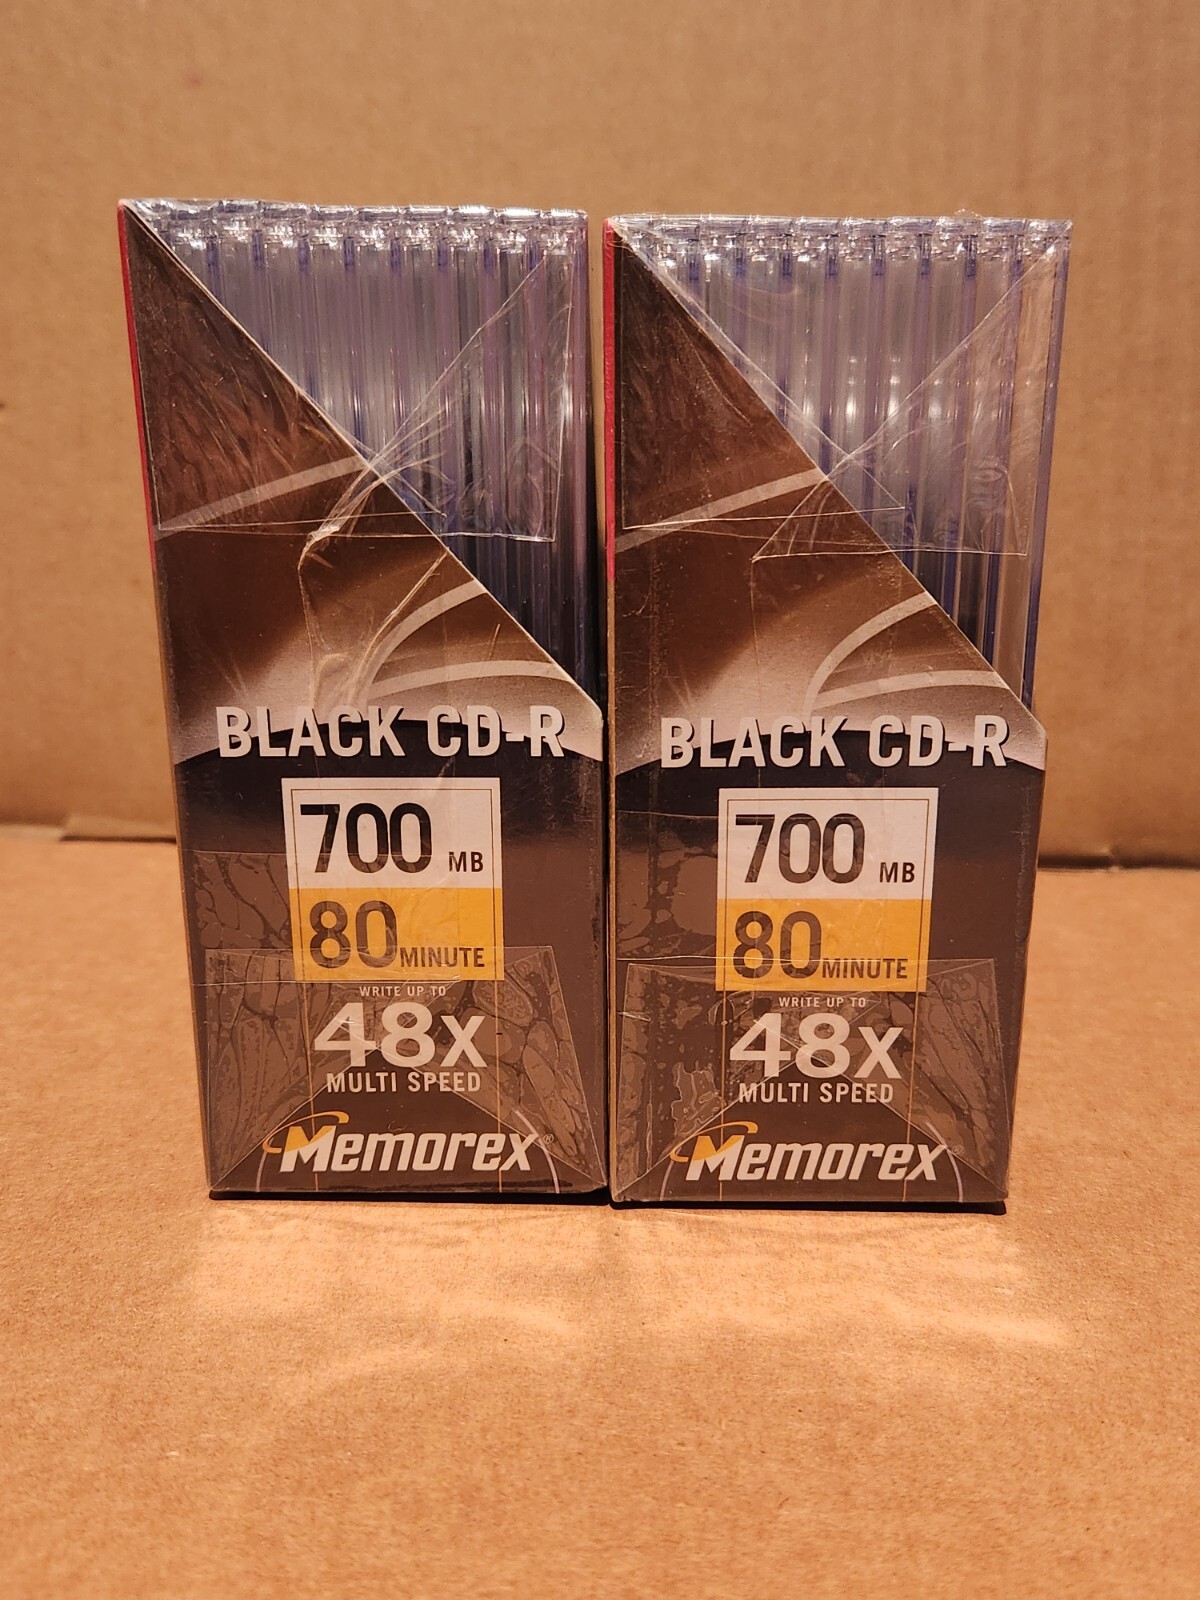 BLACK CD-R
700 MB
80 MINUTE
WRITE UP TO
48X
MULTI SPEED
Memorex®
BLACK CD-R
700 MB
80 MINUTE
WRITE UP TO
48X
MULTI SPEED
Memorex